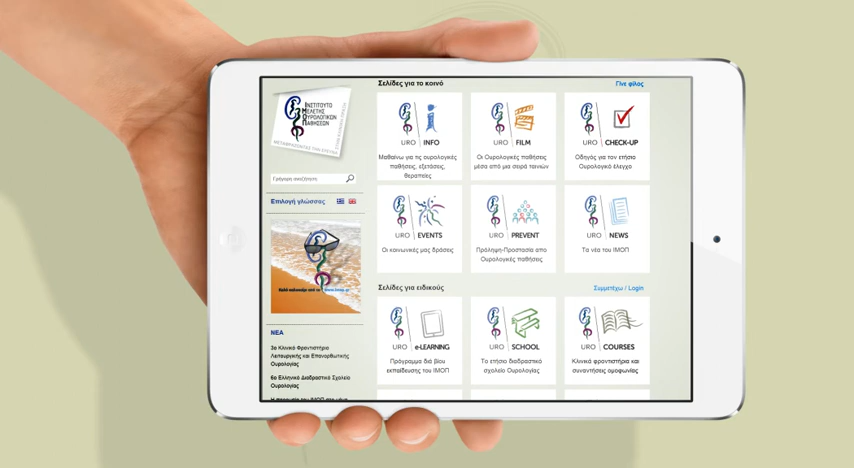 ΙΝΣΤΙΤΟΥΤΟ
ΜΕΛΕΤΗΣ
ΟΥΡΟΛΟΓΙΚΩΝ
ΠΑΘΗΣΕΩΝ
Γρήγορη αναζήτηση
Επιλογή γλώσσας
ΝΕΑ
3ο Κλινικό Φροντιστήριο
Λειτουργικής και Επανορθωτικής
Ουρολογίας
6ο Ελληνικό Διαδραστικό Σχολείο
Ουρολογίας
Σελίδες για το κοινό
Γίνε φίλος
URO INFO
Μαθαίνω για τις ουρολογικές
παθήσεις, εξετάσεις,
θεραπείες
URO FILM
Οι Ουρολογικές παθήσεις
μέσα από μια σειρά ταινιών
URO CHECK-UP
Οδηγός για τον ετήσιο
Ουρολογικό έλεγχο
URO EVENTS
Οι κοινωνικές μας δράσεις
URO PREVENT
Πρόληψη-Προστασία απο
Ουρολογικές παθήσεις
URO NEWS
Τα νέα του ΙΜΟΠ
Σελίδες για ειδικούς
Συμμετέχω / Login
URO e-LEARNING
Πρόγραμμα διά βίου
εκπαίδευσης του ΙΜΟΠ
URO SCHOOL
Το ετήσιο διαδραστικό
σχολείο Ουρολογίας
URO COURSES
Κλινικά φροντιστήρια και
συναντήσεις ομοφωνίας